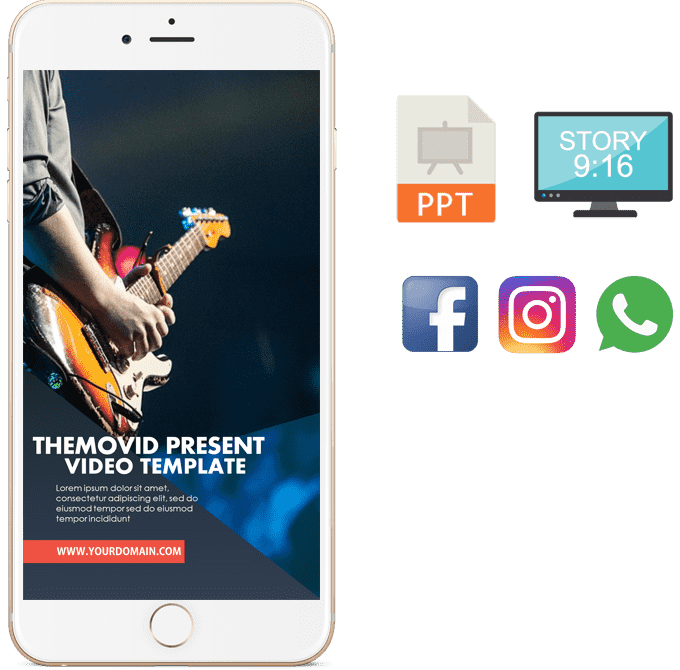 THEMOVID PRESENT
VIDEO TEMPLATE
Lorem ipsum dolor sit amet,
consectetur adipiscing elit, sed do
eiusmod tempor sed do eiusmod
tempor incididunt
WWW.YOURDOMAIN.COM
PPT
STORY
9:16